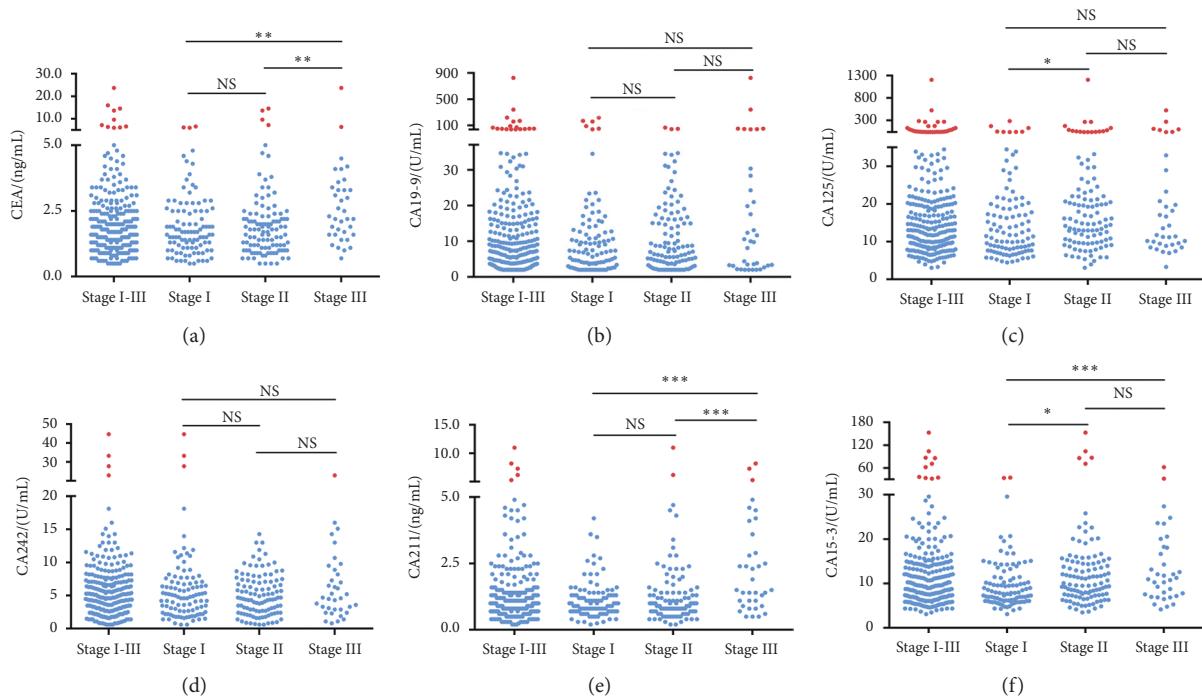 **
**
NS
CEA/(ng/mL)
30.0
20.0
10.0
5.0
2.5
0.0
Stage I-III Stage I Stage II Stage III
(a)
NS
NS
NS
CA19-9/(U/mL)
900
500
100
30
20
10
0
Stage I-III Stage I Stage II Stage III
(b)
NS
NS
*
CA125/(U/mL)
1300
800
300
30
20
10
0
Stage I-III Stage I Stage II Stage III
(c)
NS
NS
NS
CA242/(U/mL)
50
40
30
20
20
15
10
5
0
Stage I-III Stage I Stage II Stage III
(d)
***
***
NS
CA211/(ng/mL)
15.0
10.0
5.0
2.5
0.0
Stage I-III Stage I Stage II Stage III
(e)
***
NS
*
CA15-3/(U/mL)
180
120
60
30
20
10
0
Stage I-III Stage I Stage II Stage III
(f)